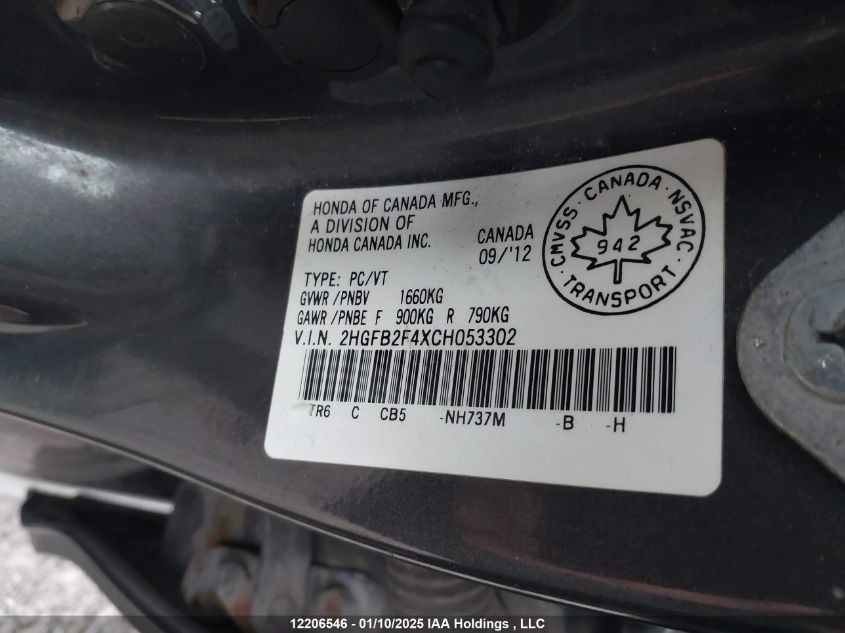 HONDA OF CANADA MFG.,
A DIVISION OF
HONDA CANADA INC.
CANADA
09/'12
CMVSS · CANADA · NSVAC
942
· TRANSPORT ·
TYPE: PC/VT
GVWR/PNBV 1660KG
GAWR/PNBE F 900KG R 790KG
V.I.N. 2HGFB2F4XCH053302
TR6 C CB5 -NH737M -B -H
12206546 - 01/10/2025 IAA Holdings , LLC